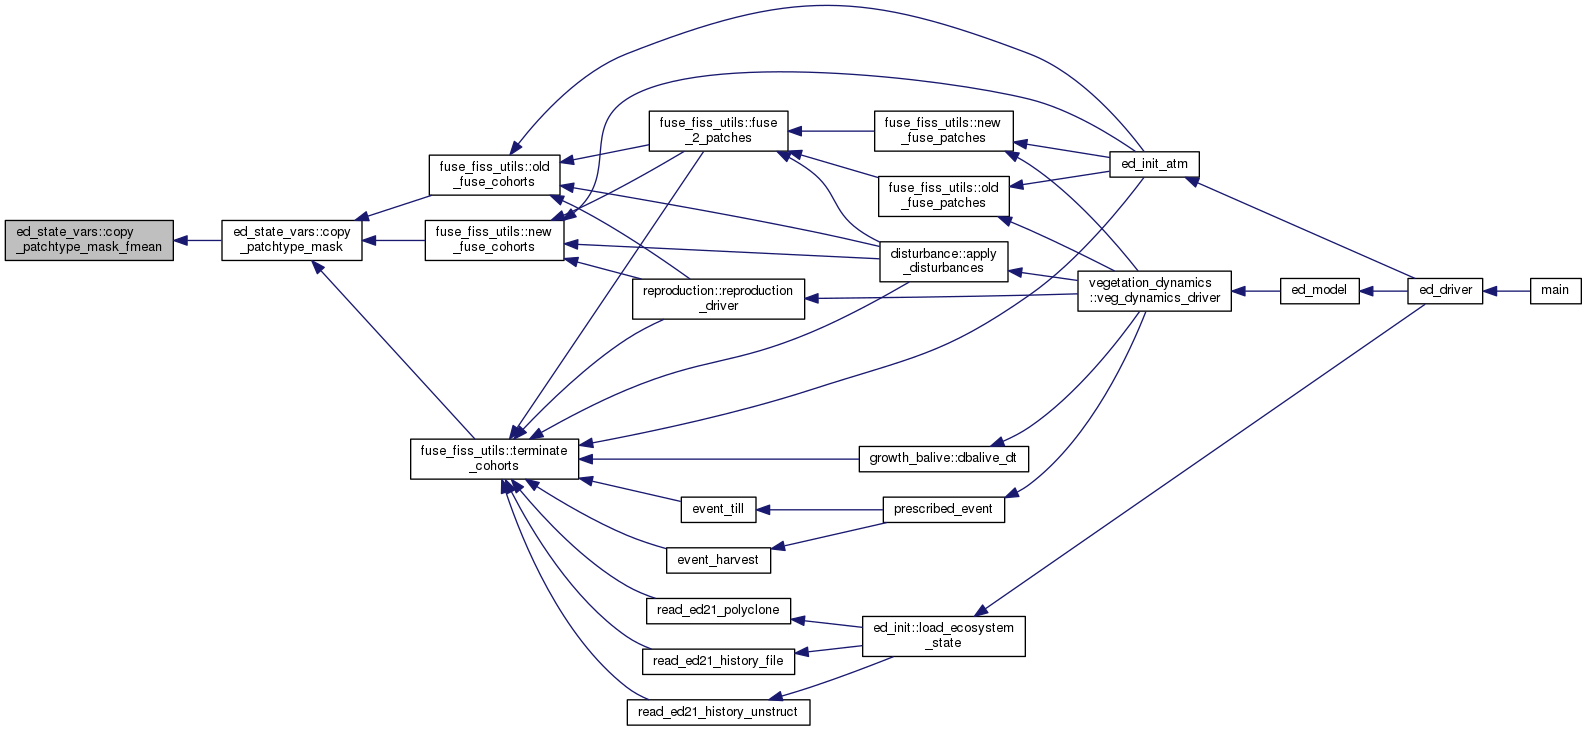 ed_state_vars::copy
_patchtype_mask_fmean
ed_state_vars::copy
_patchtype_mask
fuse_fiss_utils::old
_fuse_cohorts
fuse_fiss_utils::new
_fuse_cohorts
fuse_fiss_utils::terminate
_cohorts
fuse_fiss_utils::fuse
_2_patches
reproduction::reproduction
_driver
event_till
event_harvest
read_ed21_polyclone
read_ed21_history_file
read_ed21_history_unstruct
fuse_fiss_utils::new
_fuse_patches
fuse_fiss_utils::old
_fuse_patches
disturbance::apply
_disturbances
growth_balive::dbalive_dt
prescribed_event
ed_init::load_ecosystem
_state
ed_init_atm
vegetation_dynamics
::veg_dynamics_driver
ed_model
ed_driver
main